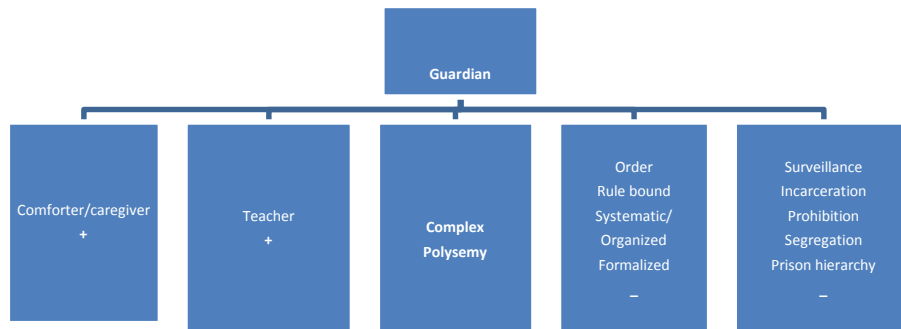 Guardian
Comforter/caregiver
+
Teacher
+
Complex
Polysemy
Order
Rule bound
Systematic/
Organized
Formalized
–
Surveillance
Incarceration
Prohibition
Segregation
Prison hierarchy
–